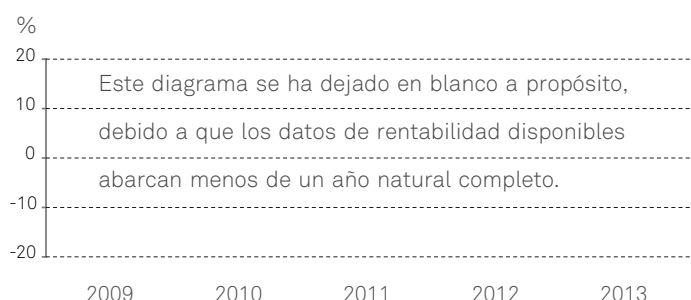 %
20
Este diagrama se ha dejado en blanco a propósito,
10
debido a que los datos de rentabilidad disponibles
0
abarcan menos de un año natural completo.
-10
-20
2009 2010 2011 2012 2013